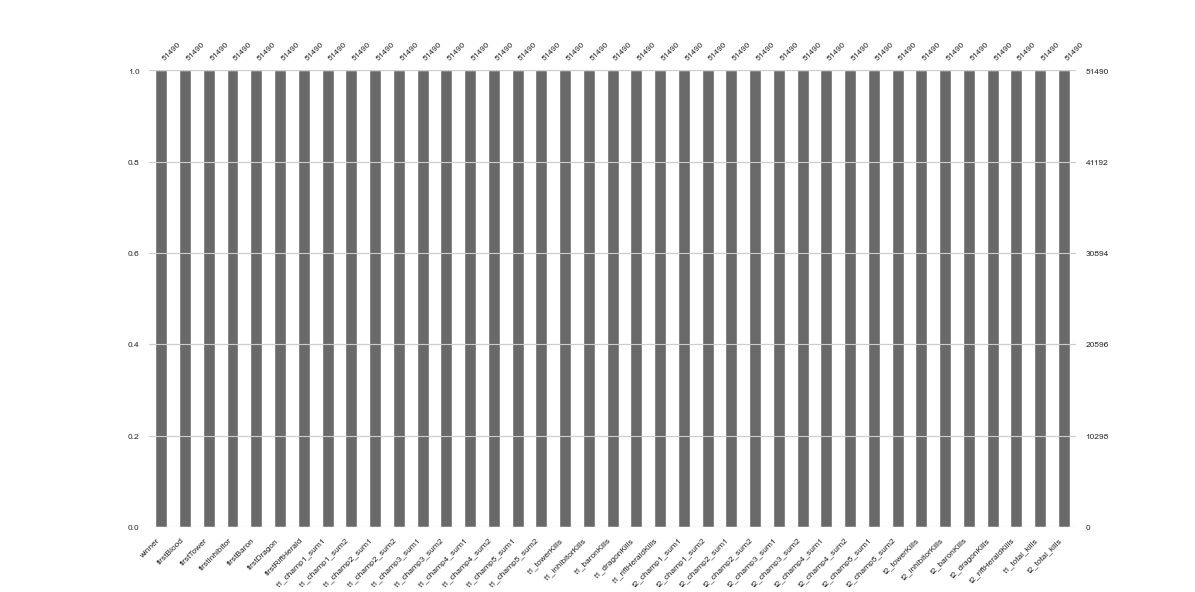 51490 51490 51490 51490 51490 51490 51490 51490 51490 51490 51490 51490 51490 51490 51490 51490 51490 51490 51490 51490 51490 51490 51490 51490 51490 51490 51490 51490 51490 51490 51490 51490 51490 51490 51490 51490 51490 51490 51490
1.0 51490
0.8 41192
0.6 30894
0.4 20596
0.2 10298
0.0 0
winner
firstBlood
firstTower
firstInhibitor
firstBaron
firstDragon
firstRiftHerald
t1_champ1_sum1
t1_champ1_sum2
t1_champ2_sum1
t1_champ2_sum2
t1_champ3_sum1
t1_champ3_sum2
t1_champ4_sum1
t1_champ4_sum2
t1_champ5_sum1
t1_champ5_sum2
t1_towerKills
t1_inhibitorKills
t1_baronKills
t1_dragonKills
t1_riftHeraldKills
t2_champ1_sum1
t2_champ1_sum2
t2_champ2_sum1
t2_champ2_sum2
t2_champ3_sum1
t2_champ3_sum2
t2_champ4_sum1
t2_champ4_sum2
t2_champ5_sum1
t2_champ5_sum2
t2_towerKills
t2_inhibitorKills
t2_baronKills
t2_dragonKills
t2_riftHeraldKills
t1_total_kills
t2_total_kills